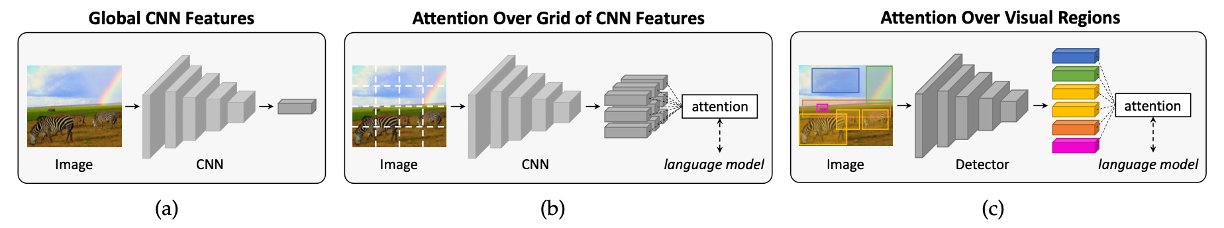 Global CNN Features
Attention Over Grid of CNN Features
Attention Over Visual Regions
Image
CNN
Image
CNN
attention
language model
Image
Detector
attention
language model
(a)
(b)
(c)